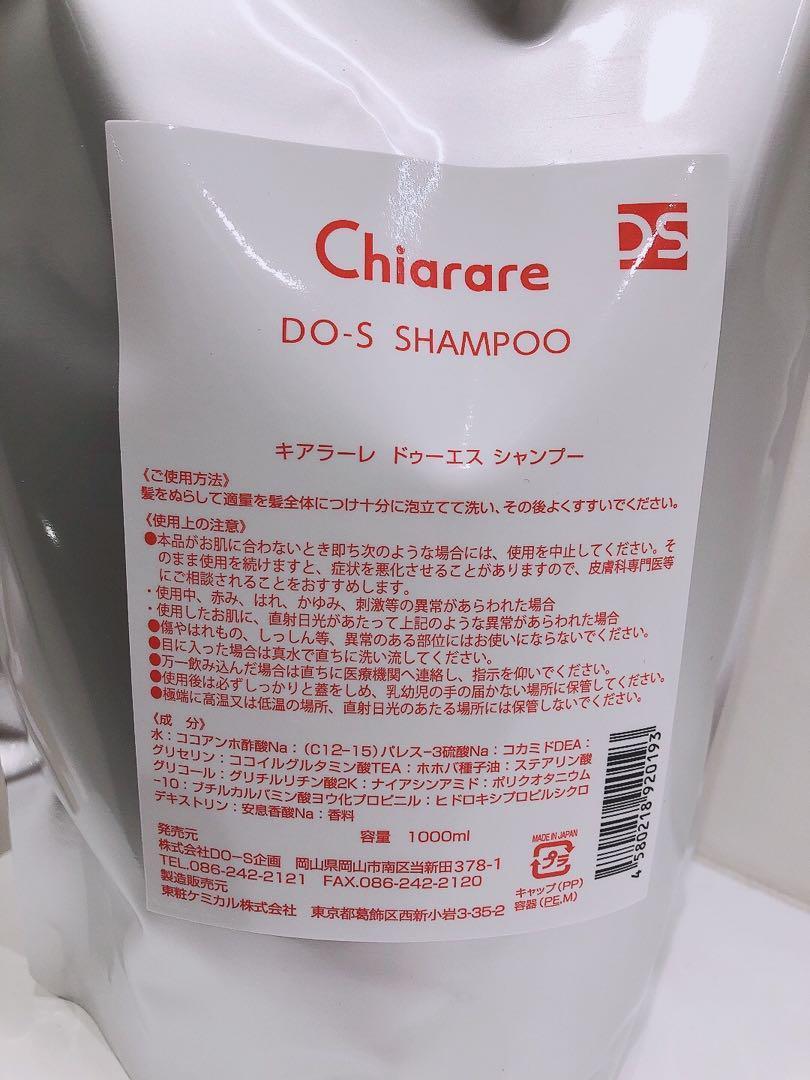 Chiarare
DS
DO-S SHAMPOO
キアラーレ ドゥーエス シャンプー
《ご使用方法》
髪をぬらして適量を髪全体につけ十分に泡立てて洗い、その後よくすすいでください。
《使用上の注意》
●本品がお肌に合わないとき即ち次のような場合には、使用を中止してください。そ
のまま使用を続けますと、症状を悪化させることがありますので、皮膚科専門医等
にご相談されることをおすすめします。
・使用中、赤み、はれ、かゆみ、刺激等の異常があらわれた場合
・使用したお肌に、直射日光があたって上記のような異常があらわれた場合
●傷やはれもの、しっしん等、異常のある部位にはお使いにならないでください。
●目に入った場合は真水で直ちに洗い流してください。
●万一飲み込んだ場合は直ちに医療機関へ連絡し、指示を仰いでください。
●使用後は必ずしっかりと蓋をしめ、乳幼児の手の届かない場所に保管してください。
●極端に高温又は低温の場所、直射日光のあたる場所には保管しないでください。
《成 分》
水：ココアンホ酢酸Na：(C12-15)パレス-3硫酸Na：コカミドDEA：
グリセリン：ココイルグルタミン酸TEA：ホホバ種子油：ステアリン酸
グリコール：グリチルリチン酸2K：ナイアシンアミド：ポリクオタニウム
-10：ブチルカルバミン酸ヨウ化プロピニル：ヒドロキシプロピルシクロ
デキストリン：安息香酸Na：香料
発売元 容量 1000ml
株式会社DO-S企画 岡山県岡山市南区当新田378-1
TEL.086-242-2121 FAX.086-242-2120
製造販売元
東粧ケミカル株式会社 東京都葛飾区西新小岩3-35-2
MADE IN JAPAN
プラ
キャップ(PP)
容器(PE,M)
4580218920193